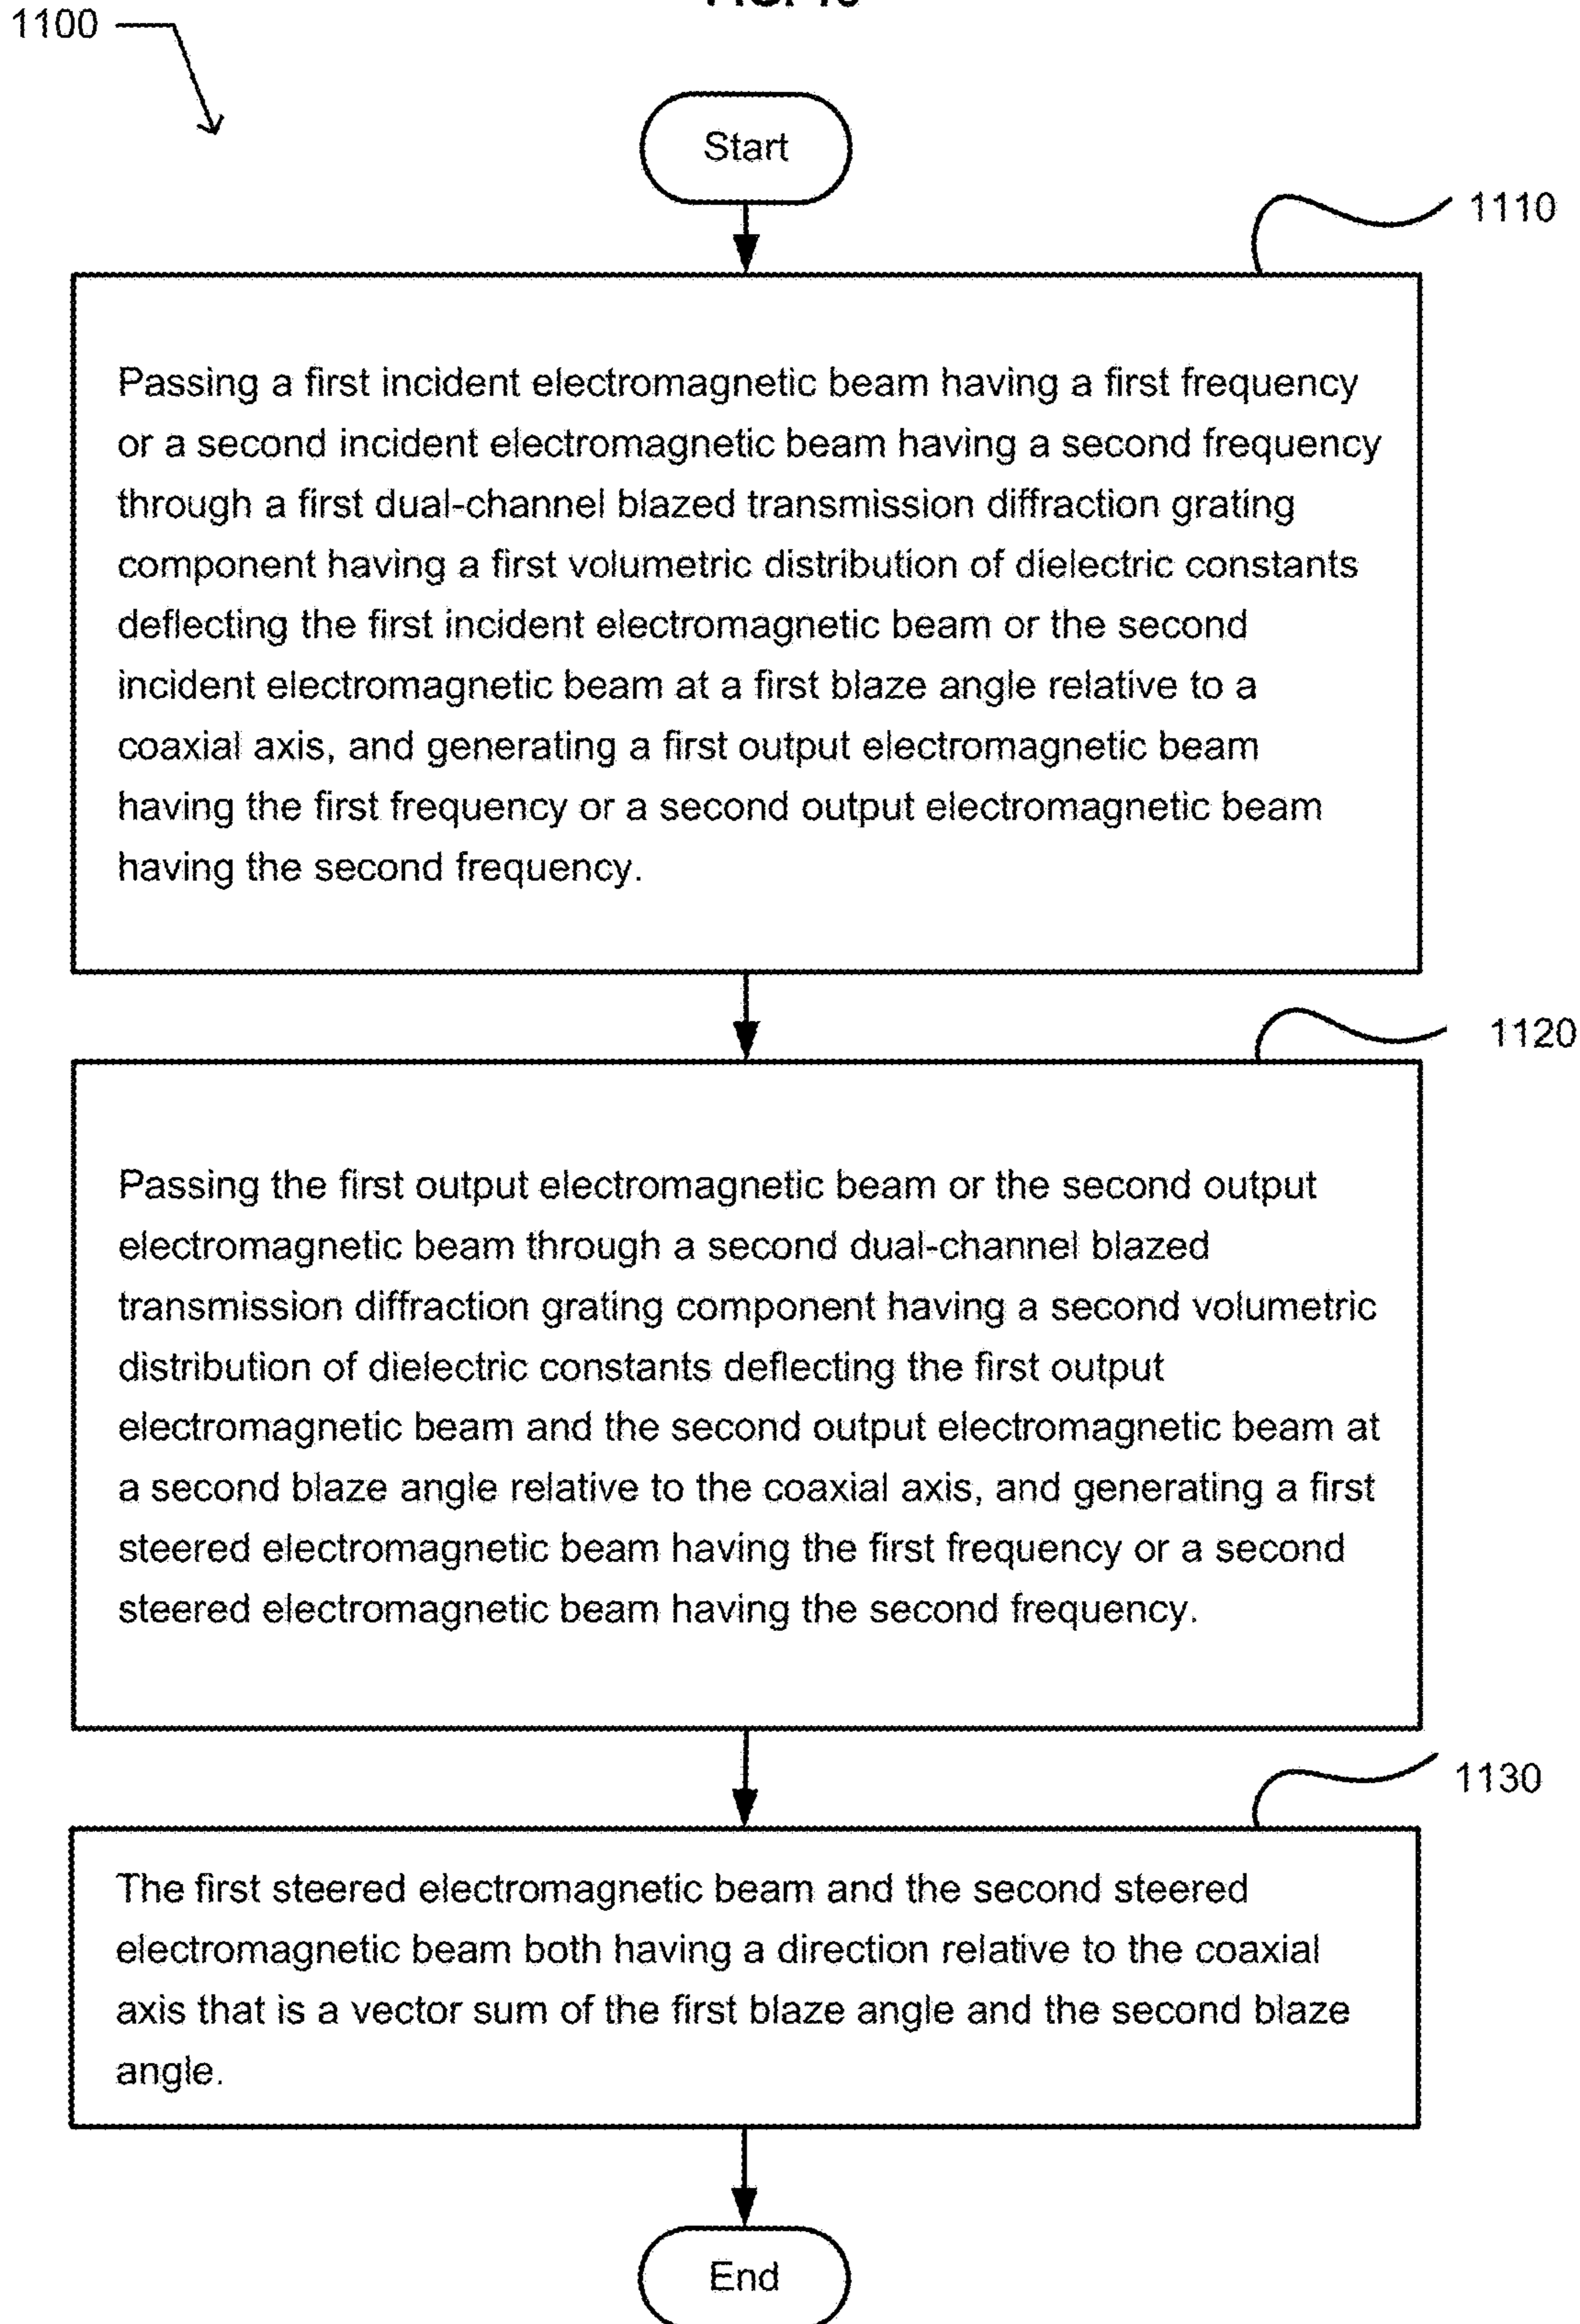 1100
Start
1110
Passing a first incident electromagnetic beam having a first frequency
or a second incident electromagnetic beam having a second frequency
through a first dual-channel blazed transmission diffraction grating
component having a first volumetric distribution of dielectric constants
deflecting the first incident electromagnetic beam or the second
incident electromagnetic beam at a first blaze angle relative to a
coaxial axis, and generating a first output electromagnetic beam
having the first frequency or a second output electromagnetic beam
having the second frequency.
1120
Passing the first output electromagnetic beam or the second output
electromagnetic beam through a second dual-channel blazed
transmission diffraction grating component having a second volumetric
distribution of dielectric constants deflecting the first output
electromagnetic beam and the second output electromagnetic beam at
a second blaze angle relative to the coaxial axis, and generating a first
steered electromagnetic beam having the first frequency or a second
steered electromagnetic beam having the second frequency.
1130
The first steered electromagnetic beam and the second steered
electromagnetic beam both having a direction relative to the coaxial
axis that is a vector sum of the first blaze angle and the second blaze
angle.
End